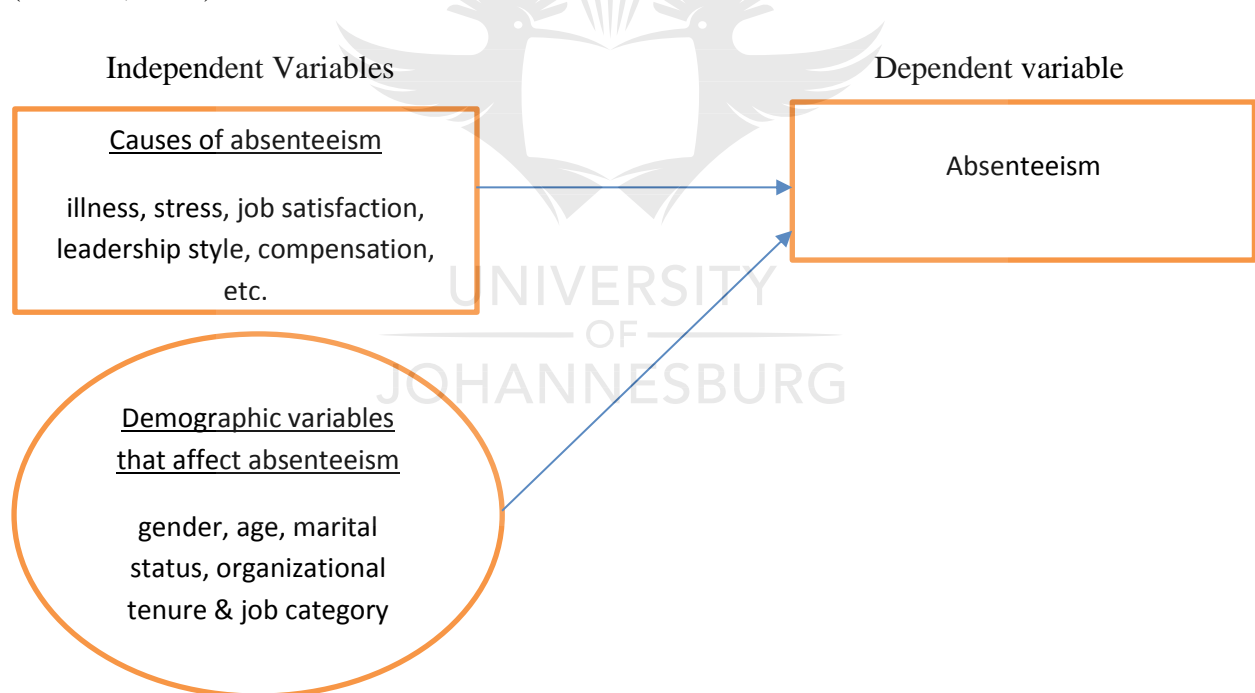 Independent Variables
Dependent variable
Causes of absenteeism
illness, stress, job satisfaction,
leadership style, compensation,
etc.
Absenteeism
UNIVERSITY
OF
JOHANNESBURG
Demographic variables
that affect absenteeism
gender, age, marital
status, organizational
tenure & job category